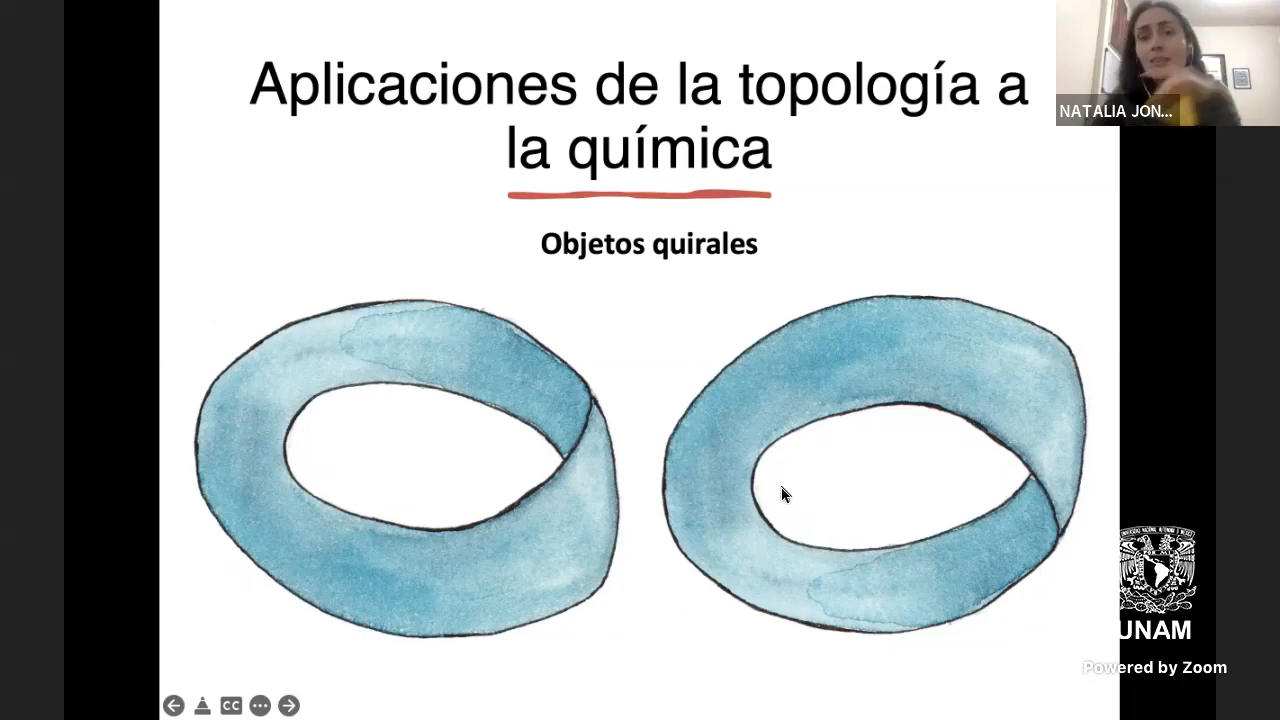 Aplicaciones de la topología a
la química
NATALIA JON...
Objetos quirales
CC
UNAM
Powered by Zoom